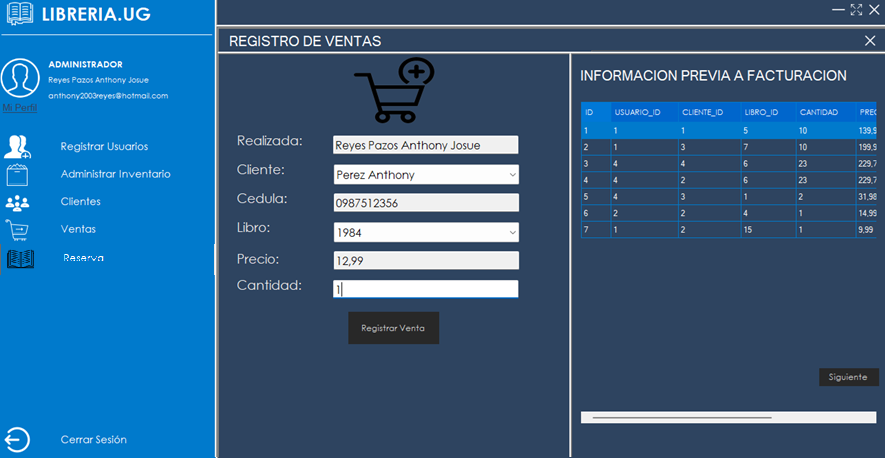 LIBRERIA.UG
ADMINISTRADOR
Reyes Pazos Anthony Josue
anthony2003reyes@hotmail.com
Mi Perfil
Registrar Usuarios
Administrar Inventario
Clientes
Ventas
Reserva
Cerrar Sesión
REGISTRO DE VENTAS
Realizada: Reyes Pazos Anthony Josue
Cliente: Perez Anthony
Cedula: 0987512356
Libro: 1984
Precio: 12,99
Cantidad: 1
Registrar Venta
INFORMACION PREVIA A FACTURACION
ID USUARIO_ID CLIENTE_ID LIBRO_ID CANTIDAD PREC
1 1 1 5 10 139,9
2 1 3 7 10 199,9
3 4 4 6 23 229,7
4 4 2 6 23 229,7
5 4 3 1 2 31,98
6 2 2 4 1 14,99
7 1 2 15 1 9,99
Siguiente